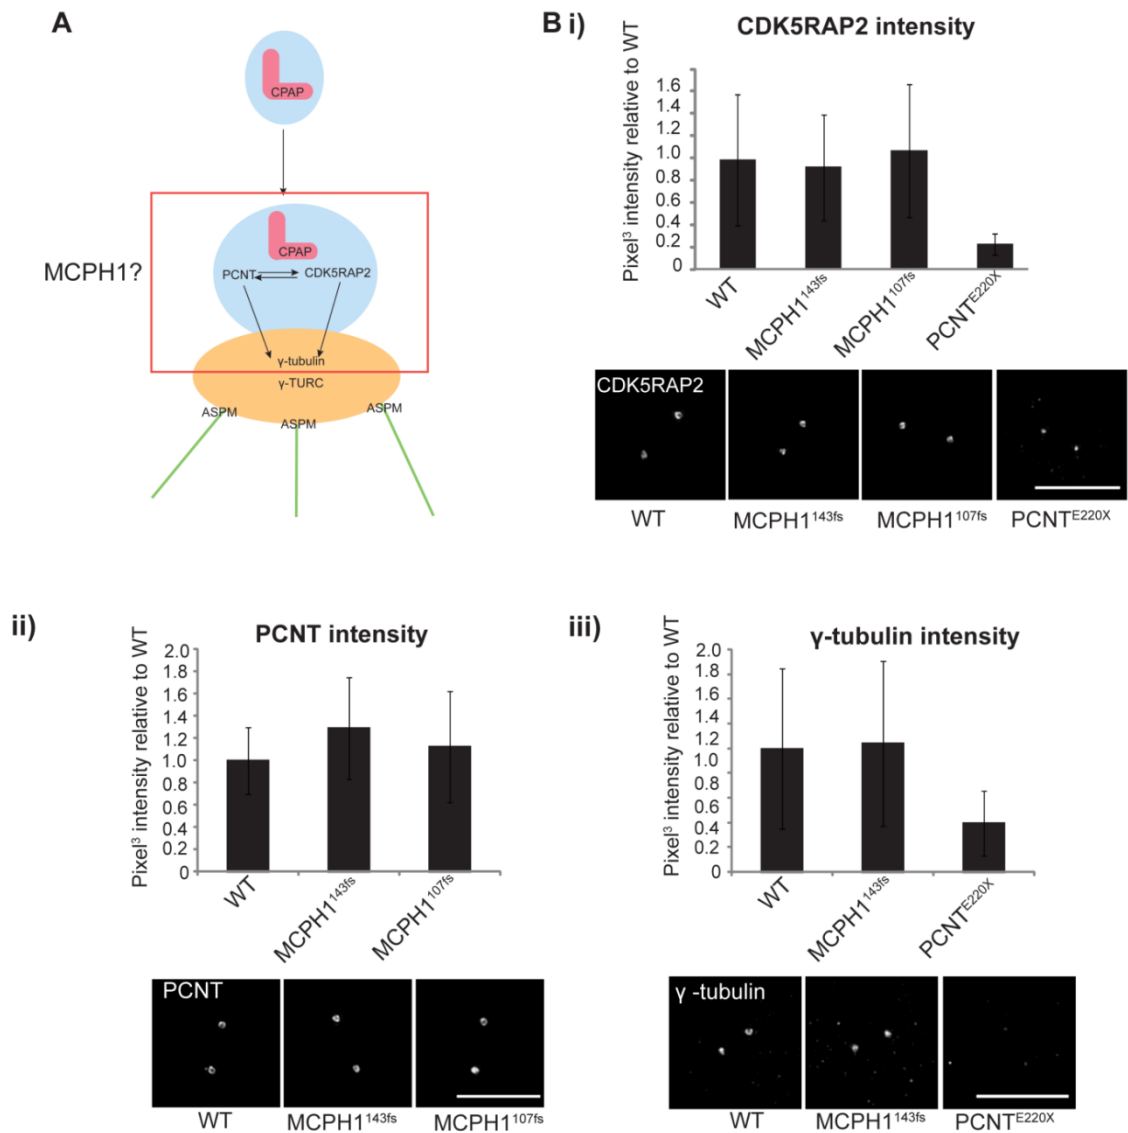 A
CPAP
MCPH1?
CPAP
PCNT
CDK5RAP2
γ-tubulin
γ-TURC
ASPM
ASPM
ASPM
B i)
CDK5RAP2 intensity
Pixel³ intensity relative to WT
1.6
1.4
1.2
1.0
0.8
0.6
0.4
0.2
0
WT
MCPH1¹⁴³ᶠˢ
MCPH1¹⁰⁷ᶠˢ
PCNTᴱ²²⁰ˣ
CDK5RAP2
WT
MCPH1¹⁴³ᶠˢ
MCPH1¹⁰⁷ᶠˢ
PCNTᴱ²²⁰ˣ
ii)
PCNT intensity
Pixel³ intensity relative to WT
2.0
1.8
1.6
1.4
1.2
1.0
0.8
0.6
0.4
0.2
0
WT
MCPH1¹⁴³ᶠˢ
MCPH1¹⁰⁷ᶠˢ
PCNT
WT
MCPH1¹⁴³ᶠˢ
MCPH1¹⁰⁷ᶠˢ
iii)
γ-tubulin intensity
Pixel³ intensity relative to WT
2.0
1.8
1.6
1.4
1.2
1.0
0.8
0.6
0.4
0.2
0
WT
MCPH1¹⁴³ᶠˢ
PCNTᴱ²²⁰ˣ
γ -tubulin
WT
MCPH1¹⁴³ᶠˢ
PCNTᴱ²²⁰ˣ